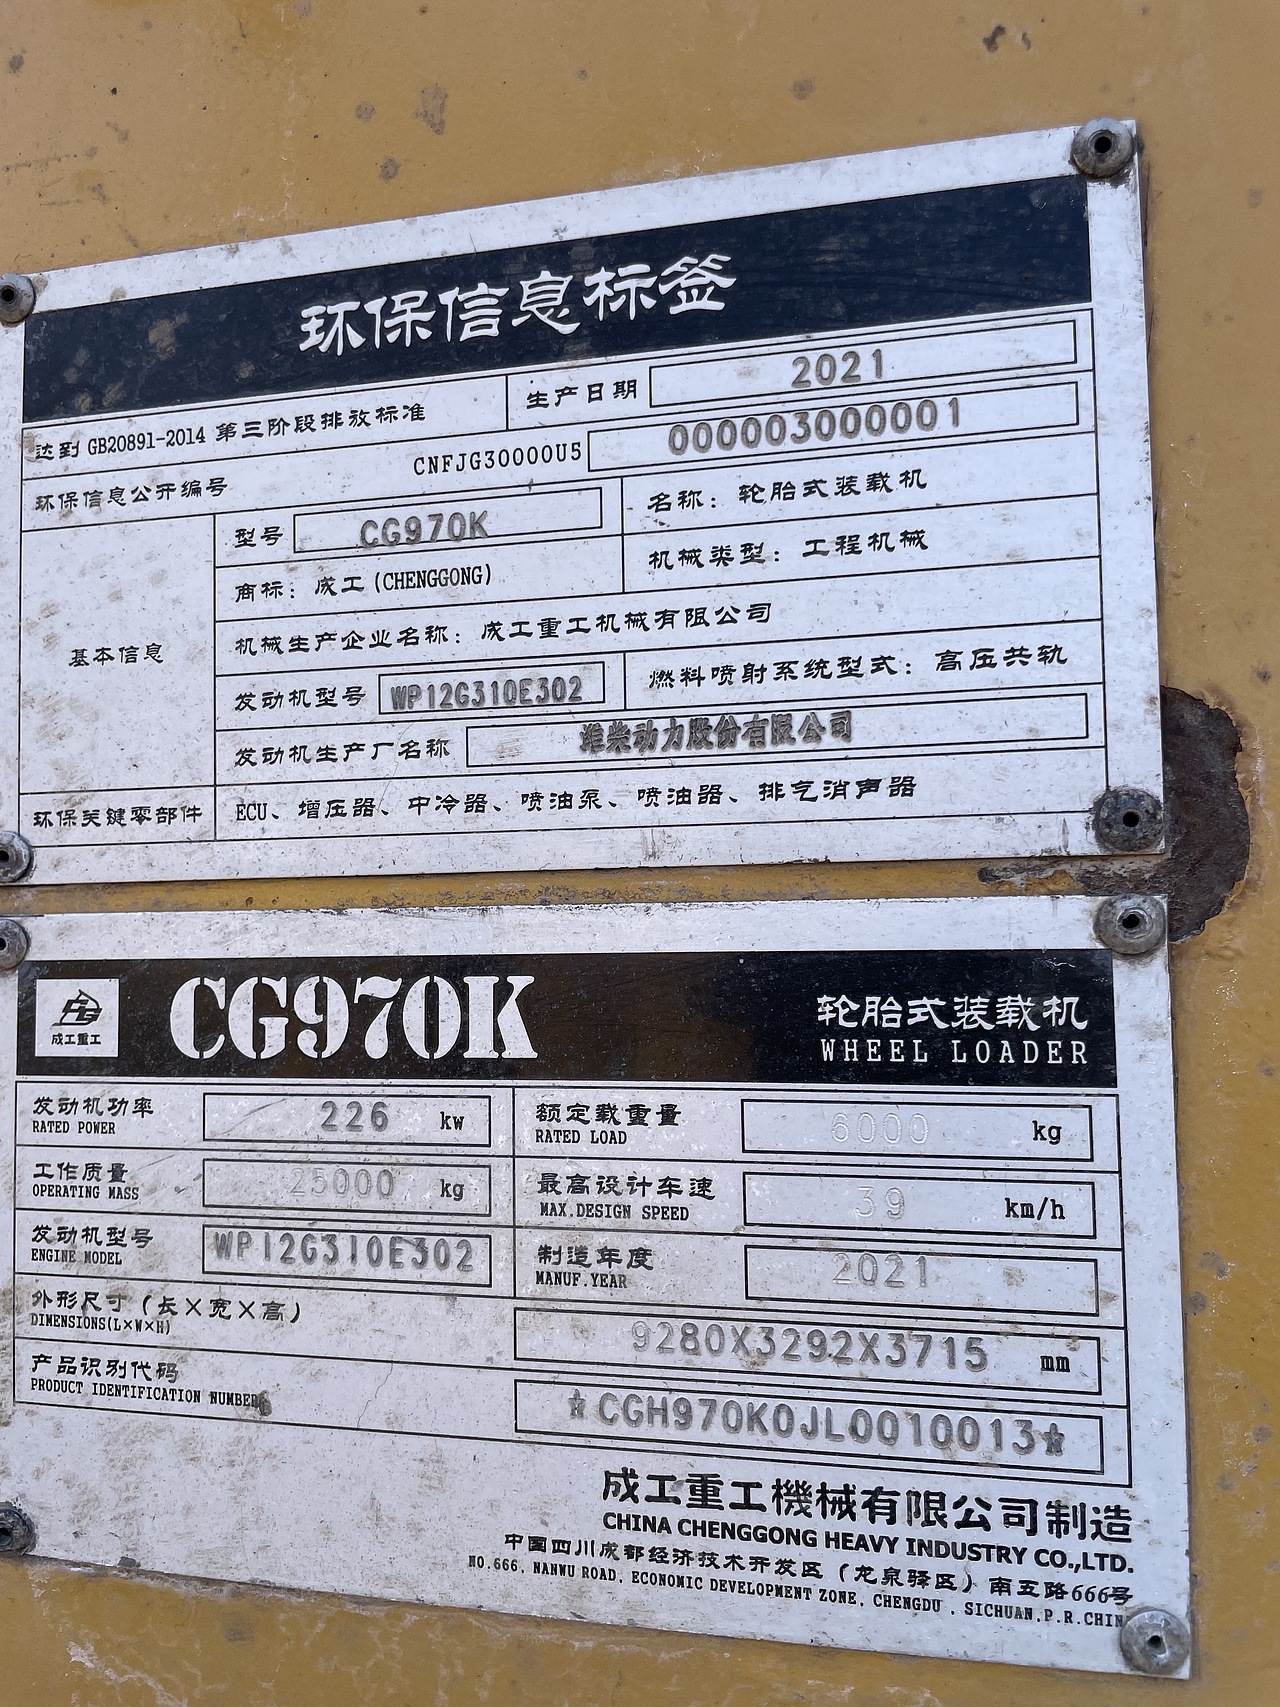 环保信息标签
达到 GB20891-2014 第三阶段排放标准 生产日期 2021
环保信息公开编号 CNFJG30000U5 000003000001
基本信息
型号 CG970K 名称：轮胎式装载机
商标：成工 (CHENGGONG) 机械类型：工程机械
机械生产企业名称：成工重工机械有限公司
发动机型号 WP12G310E302 燃料喷射系统型式：高压共轨
发动机生产厂名称 潍柴动力股份有限公司
环保关键零部件 ECU、增压器、中冷器、喷油泵、喷油器、排气消声器
成工重工
CG970K
轮胎式装载机
WHEEL LOADER
发动机功率 226 kw 额定载重量 6000 kg
RATED POWER RATED LOAD
工作质量 25000 kg 最高设计车速 39 km/h
OPERATING MASS MAX.DESIGN SPEED
发动机型号 WP12G310E302 制造年度 2021
ENGINE MODEL MANUF.YEAR
外形尺寸（长×宽×高） 9280X3292X3715 mm
DIMENSIONS(L×W×H)
产品识别代码 ☆CGH970K0JL0010013☆
PRODUCT IDENTIFICATION NUMBER
成工重工機械有限公司制造
CHINA CHENGGONG HEAVY INDUSTRY CO.,LTD.
中国四川成都经济技术开发区（龙泉驿区）南五路666号
NO.666, NANWU ROAD, ECONOMIC DEVELOPMENT ZONE, CHENGDU , SICHUAN.P.R.CHIN